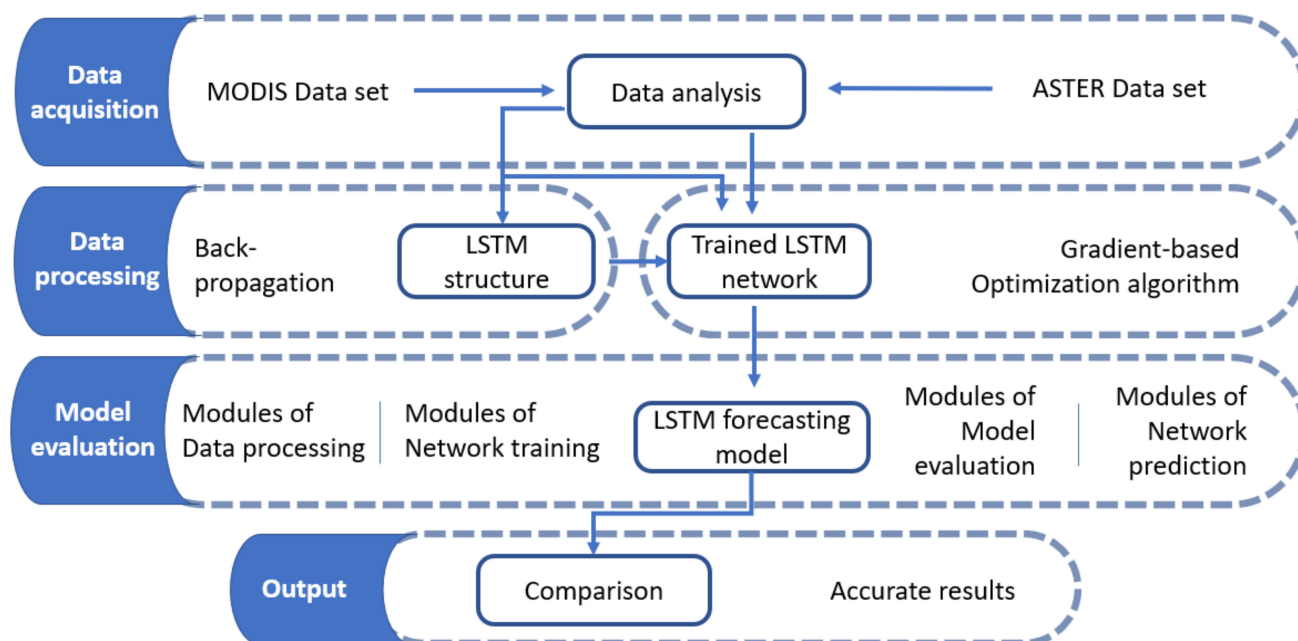 Data
acquisition
MODIS Data set
Data analysis
ASTER Data set
Data
processing
Back-
propagation
LSTM
structure
Trained LSTM
network
Gradient-based
Optimization algorithm
Model
evaluation
Modules of
Data processing
Modules of
Network training
LSTM forecasting
model
Modules of
Model
evaluation
Modules of
Network
prediction
Output
Comparison
Accurate results